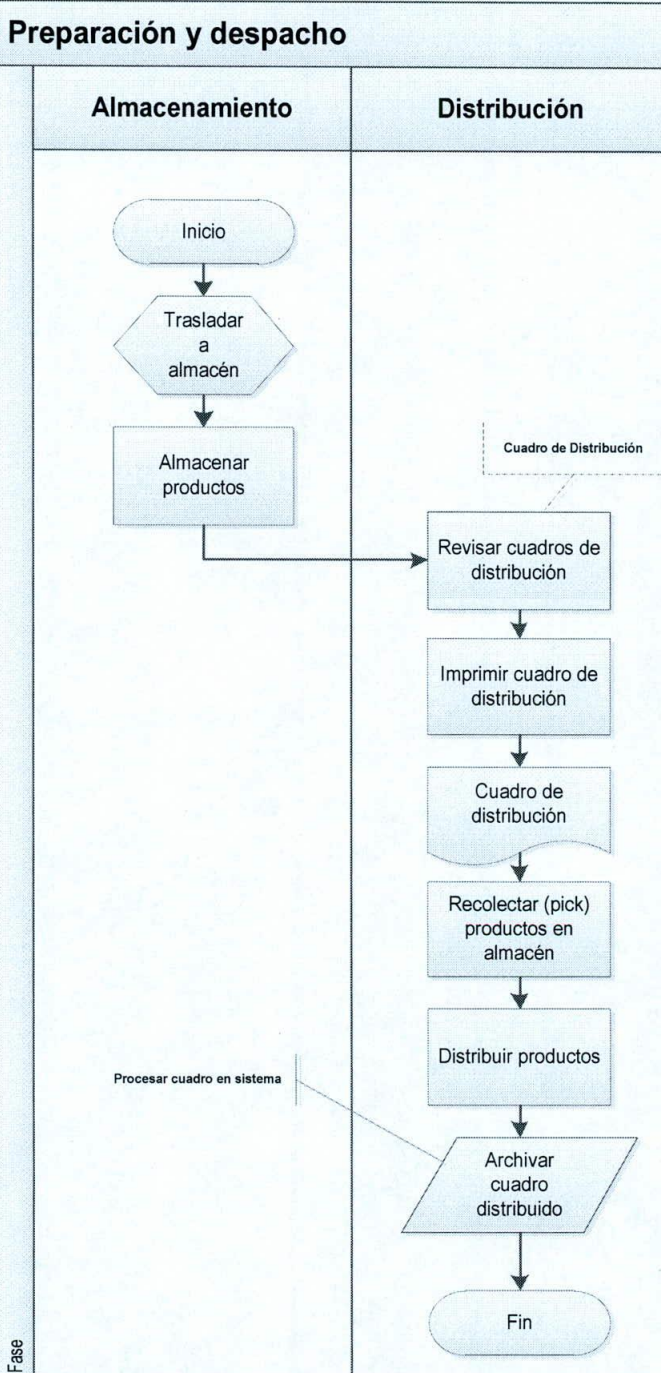 Preparación y despacho
Almacenamiento
Distribución
Inicio
Trasladar
a
almacén
Almacenar
productos
Cuadro de Distribución
Revisar cuadros de
distribución
Imprimir cuadro de
distribución
Cuadro de
distribución
Recolectar (pick)
productos en
almacén
Distribuir productos
Procesar cuadro en sistema
Archivar
cuadro
distribuido
Fin
Fase